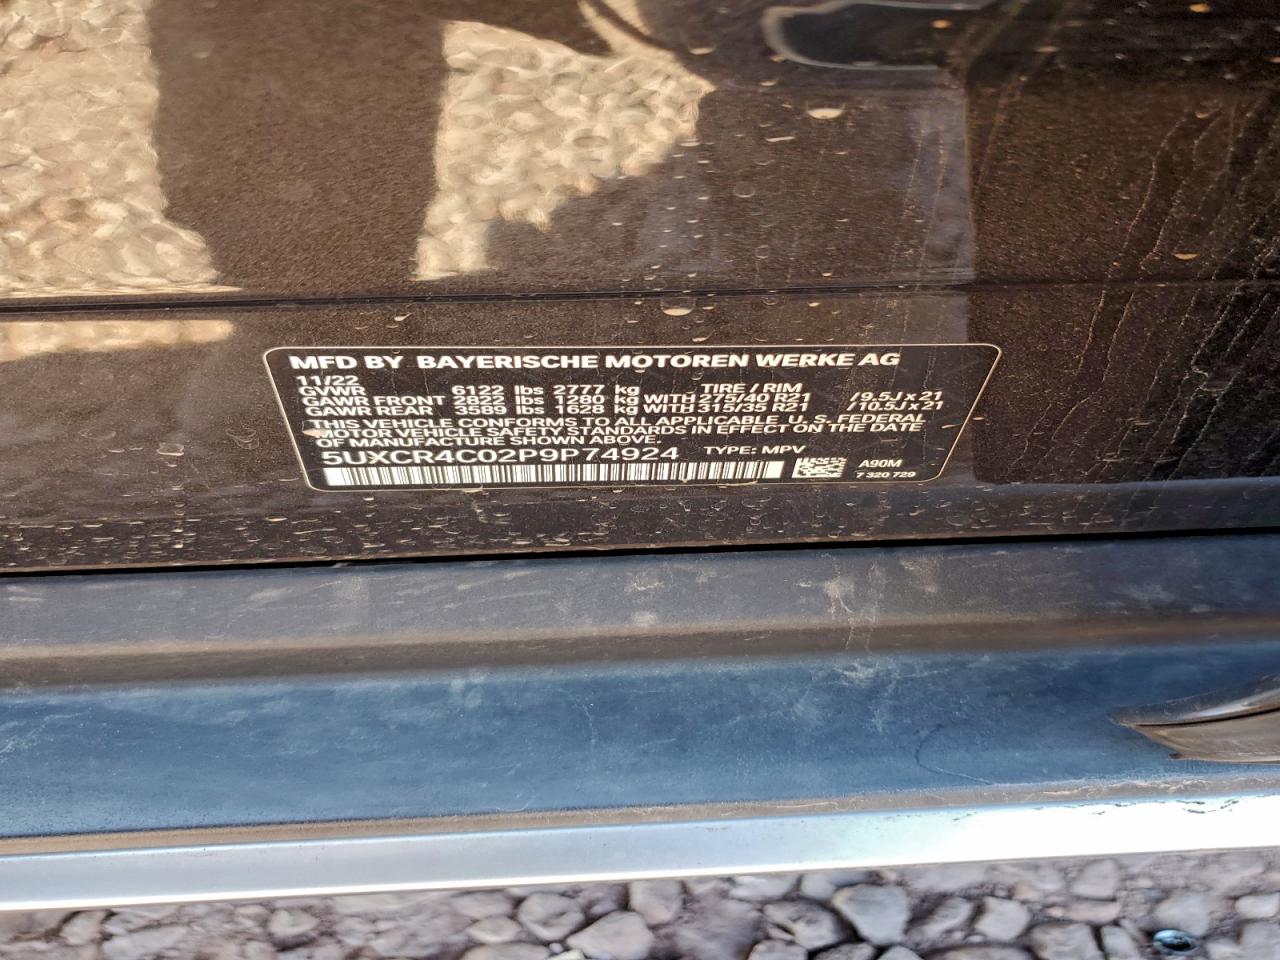 MFD BY BAYERISCHE MOTOREN WERKE AG
11/22
GVWR 6122 lbs 2777 kg TIRE / RIM
GAWR FRONT 2822 lbs 1280 kg WITH 275/40 R21 / 9.5J x 21
GAWR REAR 3589 lbs 1628 kg WITH 315/35 R21 / 10.5J x 21
THIS VEHICLE CONFORMS TO ALL APPLICABLE U. S. FEDERAL
MOTOR VEHICLE SAFETY STANDARDS IN EFFECT ON THE DATE
OF MANUFACTURE SHOWN ABOVE.
5UXCR4C02P9P74924 TYPE: MPV
A90M
7 320 729